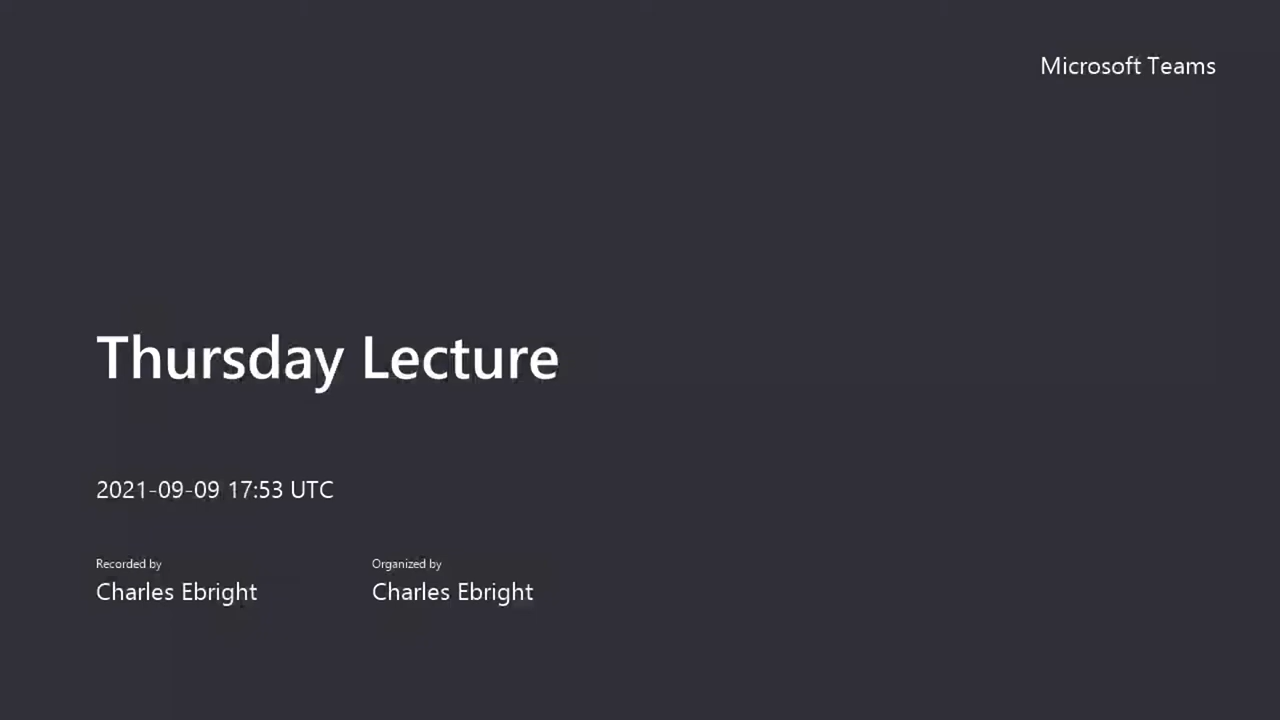 Microsoft Teams
Thursday Lecture
2021-09-09 17:53 UTC
Recorded by
Charles Ebright
Organized by
Charles Ebright